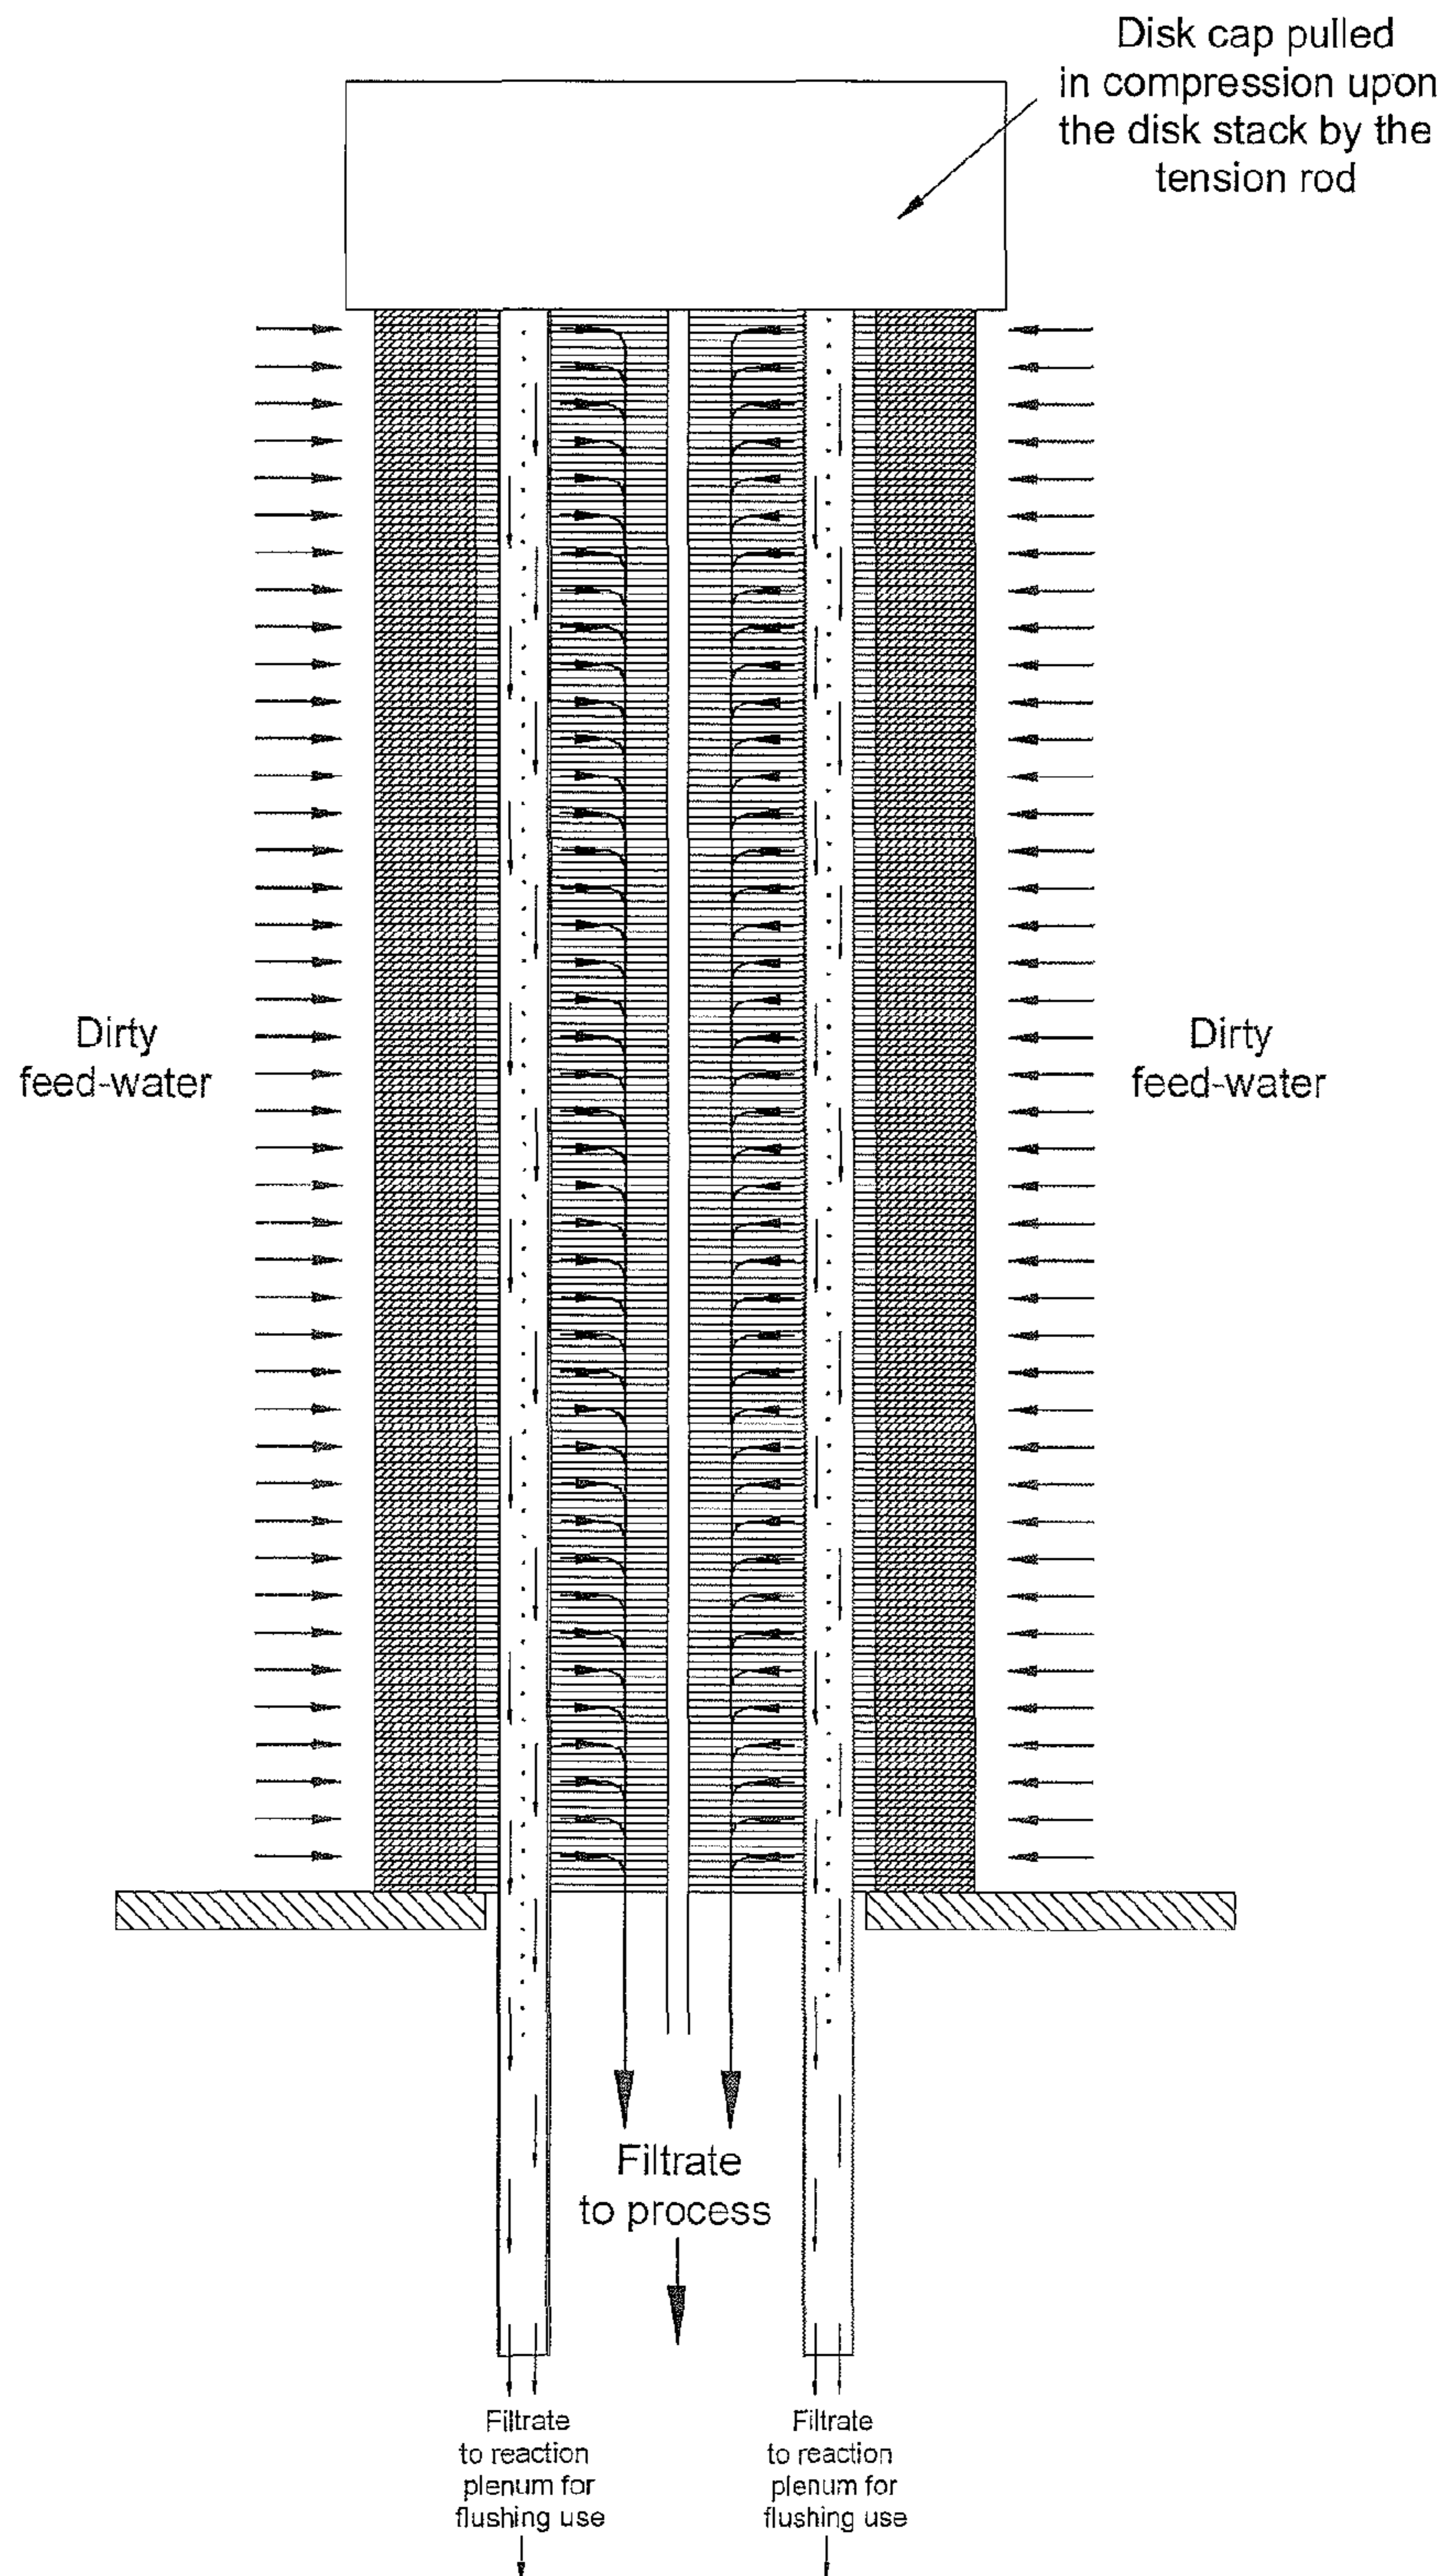 Disk cap pulled
in compression upon
the disk stack by the
tension rod
Dirty
feed-water
Dirty
feed-water
Filtrate
to process
Filtrate
to reaction
plenum for
flushing use
Filtrate
to reaction
plenum for
flushing use